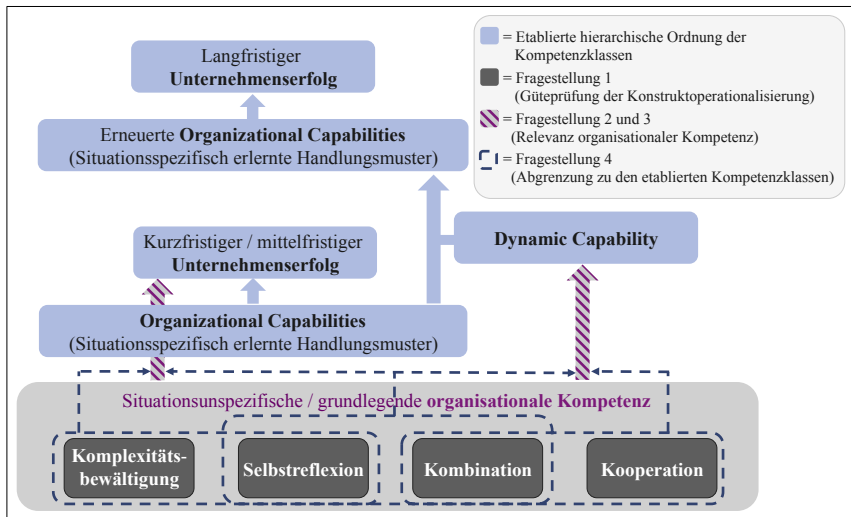 Langfristiger
Unternehmenserfolg
Erneuerte Organizational Capabilities
(Situationsspezifisch erlernte Handlungsmuster)
= Etablierte hierarchische Ordnung der
Kompetenzklassen
= Fragestellung 1
(Güteprüfung der Konstruktoperationalisierung)
= Fragestellung 2 und 3
(Relevanz organisationaler Kompetenz)
= Fragestellung 4
(Abgrenzung zu den etablierten Kompetenzklassen)
Kurzfristiger / mittelfristiger
Unternehmenserfolg
Dynamic Capability
Organizational Capabilities
(Situationsspezifisch erlernte Handlungsmuster)
Situationsunspezifische / grundlegende organisationale Kompetenz
Komplexitäts-
bewältigung
Selbstreflexion
Kombination
Kooperation